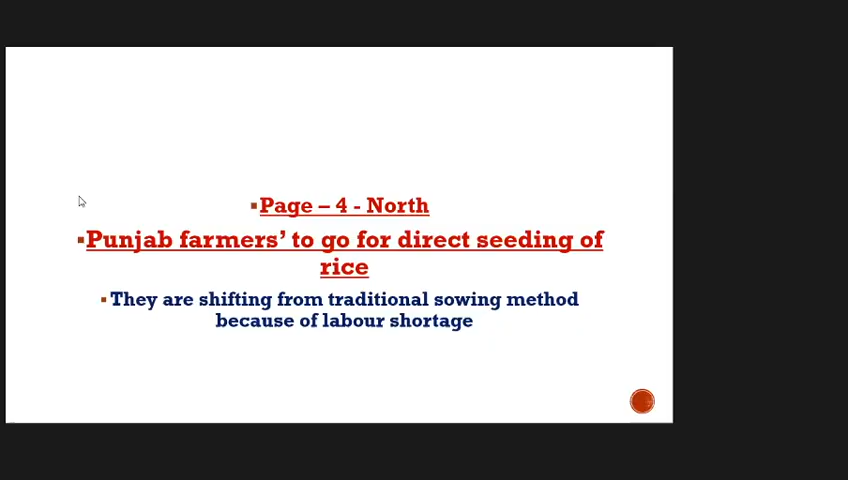 ▪Page – 4 - North
▪Punjab farmers’ to go for direct seeding of
rice
▪They are shifting from traditional sowing method
because of labour shortage